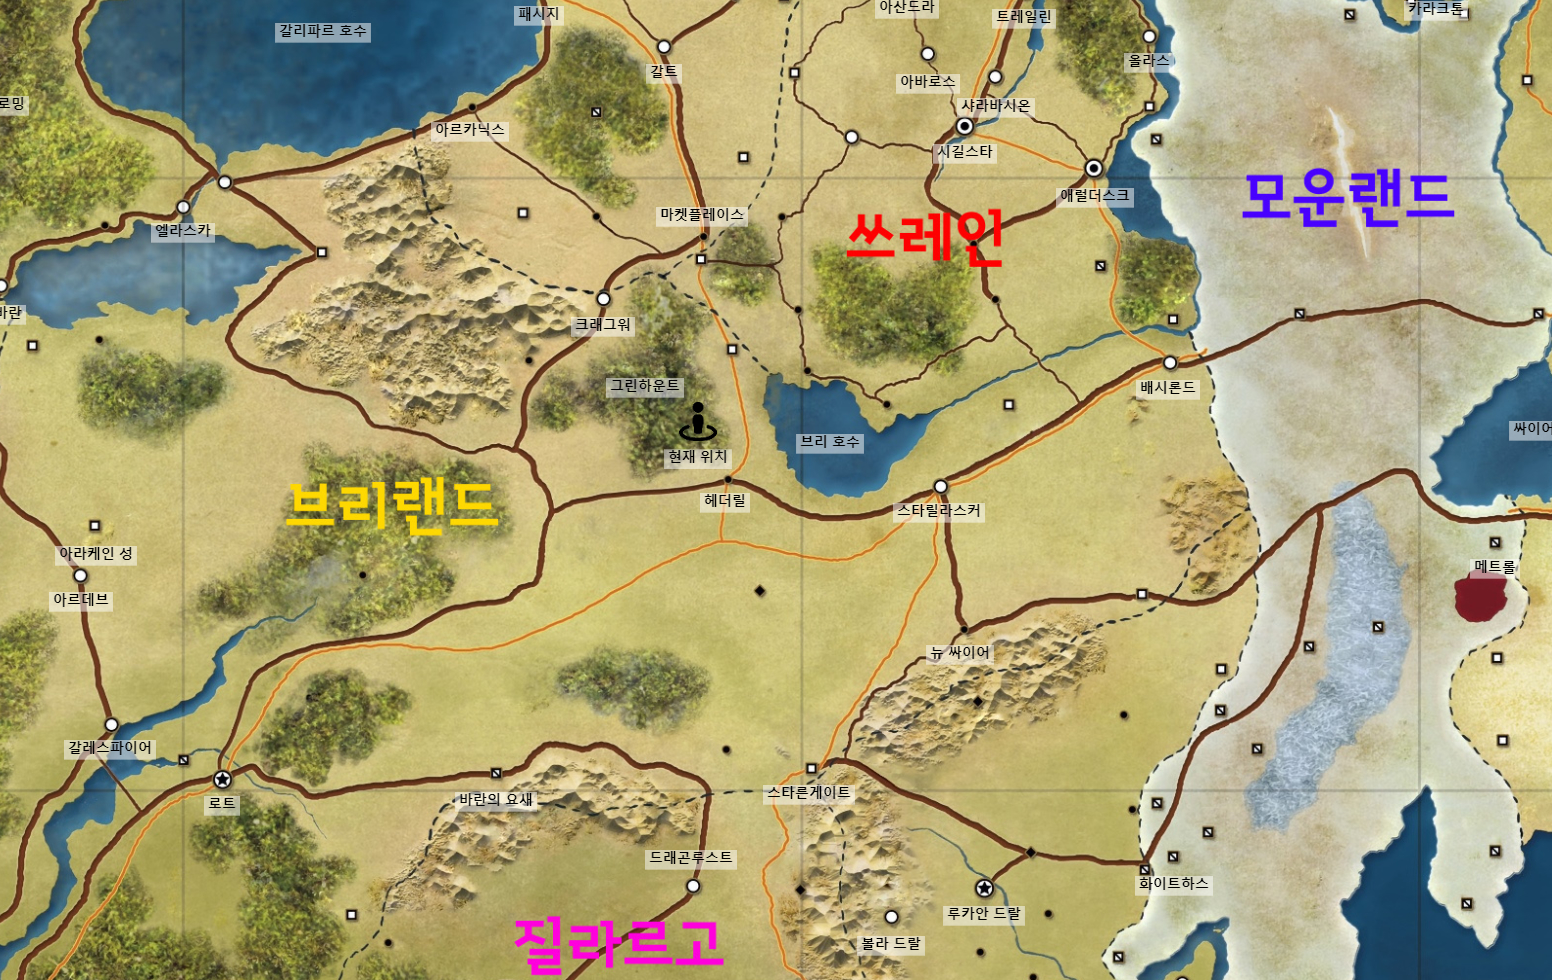 갈리파르 호수
패시지
아산드라
트레일린
카라크톰
올라스
갈트
아바로스
로밍
샤라바시온
아르카닉스
시길스타
애럴더스크
모운랜드
마켓플레이스
쓰레인
엘라스카
바란
크래그워
그린하운트
배시론드
브리 호수
싸이어
현재 위치
브리랜드
헤더릴
스타릴라스커
아라케인 성
메트롤
아르데브
뉴 싸이어
갈레스파이어
로트
바란의 요새
스타른게이트
드래곤루스트
화이트하스
루카안 드랄
질라르고
볼라 드랄